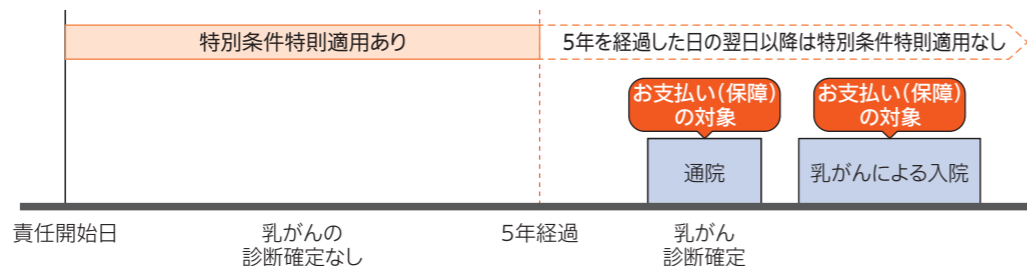 特別条件特則適用あり
5年を経過した日の翌日以降は特別条件特則適用なし
お支払い(保障)
の対象
お支払い(保障)
の対象
通院
乳がんによる入院
責任開始日
乳がんの
診断確定なし
5年経過
乳がん
診断確定